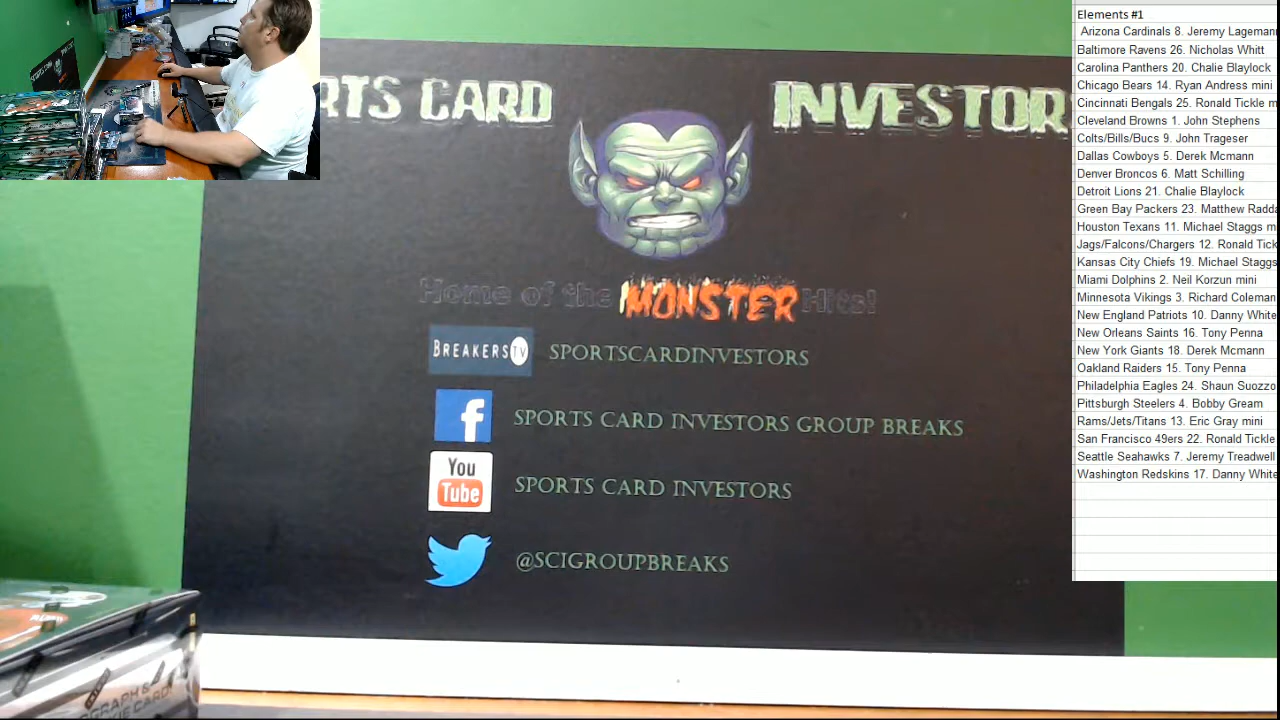 RTS CARD INVESTOR
Home of the MONSTER Hits!
BREAKERS TV SPORTSCARDINVESTORS
f SPORTS CARD INVESTORS GROUP BREAKS
You Tube SPORTS CARD INVESTORS
@SCIGROUPBREAKS
Elements #1
Arizona Cardinals 8. Jeremy Lageman
Baltimore Ravens 26. Nicholas Whitt
Carolina Panthers 20. Chalie Blaylock
Chicago Bears 14. Ryan Andress mini
Cincinnati Bengals 25. Ronald Tickle m
Cleveland Browns 1. John Stephens
Colts/Bills/Bucs 9. John Trageser
Dallas Cowboys 5. Derek Mcmann
Denver Broncos 6. Matt Schilling
Detroit Lions 21. Chalie Blaylock
Green Bay Packers 23. Matthew Radda
Houston Texans 11. Michael Staggs m
Jags/Falcons/Chargers 12. Ronald Tick
Kansas City Chiefs 19. Michael Staggs
Miami Dolphins 2. Neil Korzun mini
Minnesota Vikings 3. Richard Coleman
New England Patriots 10. Danny White
New Orleans Saints 16. Tony Penna
New York Giants 18. Derek Mcmann
Oakland Raiders 15. Tony Penna
Philadelphia Eagles 24. Shaun Suozzo
Pittsburgh Steelers 4. Bobby Gream
Rams/Jets/Titans 13. Eric Gray mini
San Francisco 49ers 22. Ronald Tickle
Seattle Seahawks 7. Jeremy Treadwell
Washington Redskins 17. Danny White